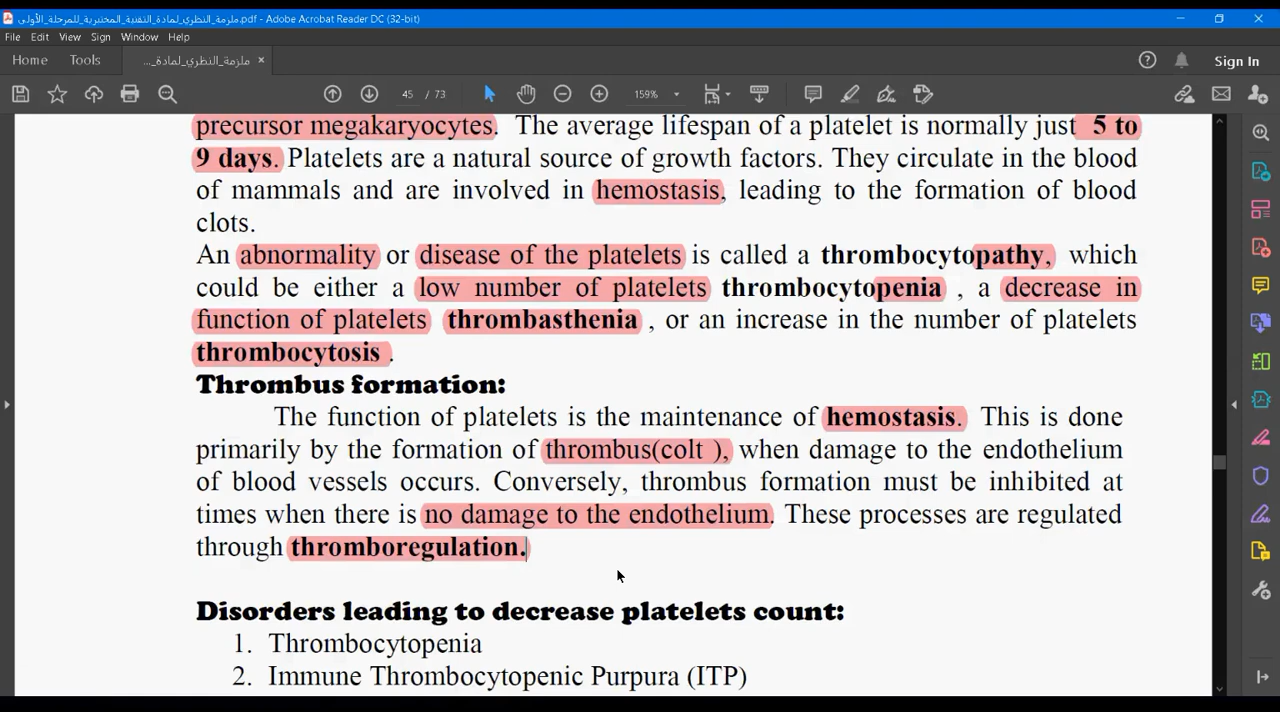 ملزمة_النظري_لمادة_التقنية_المختبرية_للمرحلة_الأولى.pdf - Adobe Acrobat Reader DC (32-bit)
File Edit View Sign Window Help
Home Tools ملزمة_النظري_لمادة_... × Sign In
45 / 73 159%
precursor megakaryocytes. The average lifespan of a platelet is normally just 5 to
9 days. Platelets are a natural source of growth factors. They circulate in the blood
of mammals and are involved in hemostasis, leading to the formation of blood
clots.
An abnormality or disease of the platelets is called a thrombocytopathy, which
could be either a low number of platelets thrombocytopenia , a decrease in
function of platelets thrombasthenia , or an increase in the number of platelets
thrombocytosis .
Thrombus formation:
The function of platelets is the maintenance of hemostasis. This is done
primarily by the formation of thrombus(colt ), when damage to the endothelium
of blood vessels occurs. Conversely, thrombus formation must be inhibited at
times when there is no damage to the endothelium. These processes are regulated
through thromboregulation.
Disorders leading to decrease platelets count:
1. Thrombocytopenia
2. Immune Thrombocytopenic Purpura (ITP)